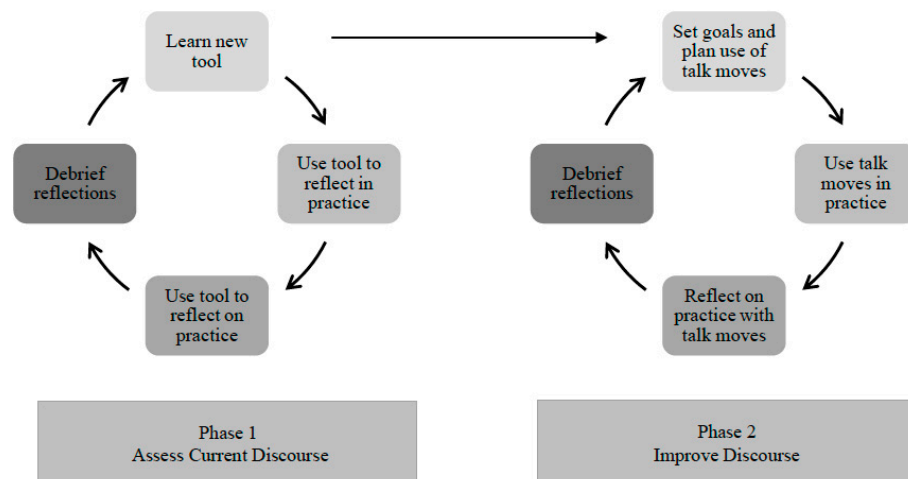 Learn new
tool
Use tool to
reflect in
practice
Use tool to
reflect on
practice
Debrief
reflections
Phase 1
Assess Current Discourse
Set goals and
plan use of
talk moves
Use talk
moves in
practice
Reflect on
practice with
talk moves
Debrief
reflections
Phase 2
Improve Discourse